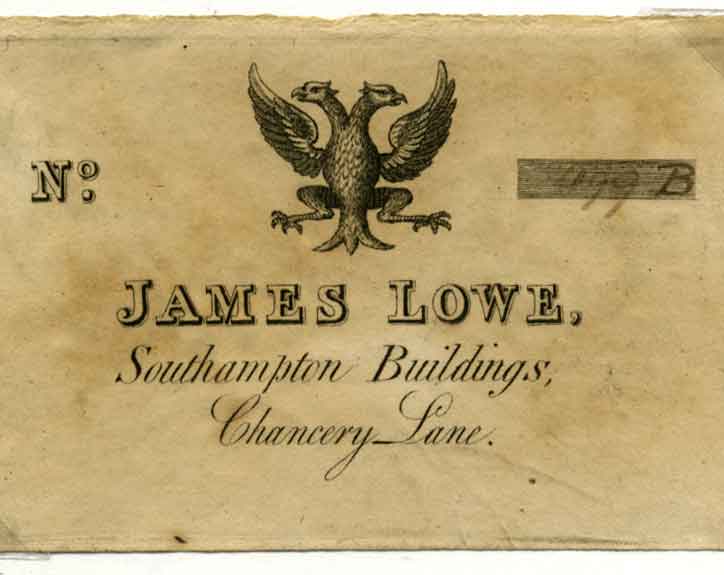 Nº.
B
JAMES LOWE,
Southampton Buildings,
Chancery Lane.